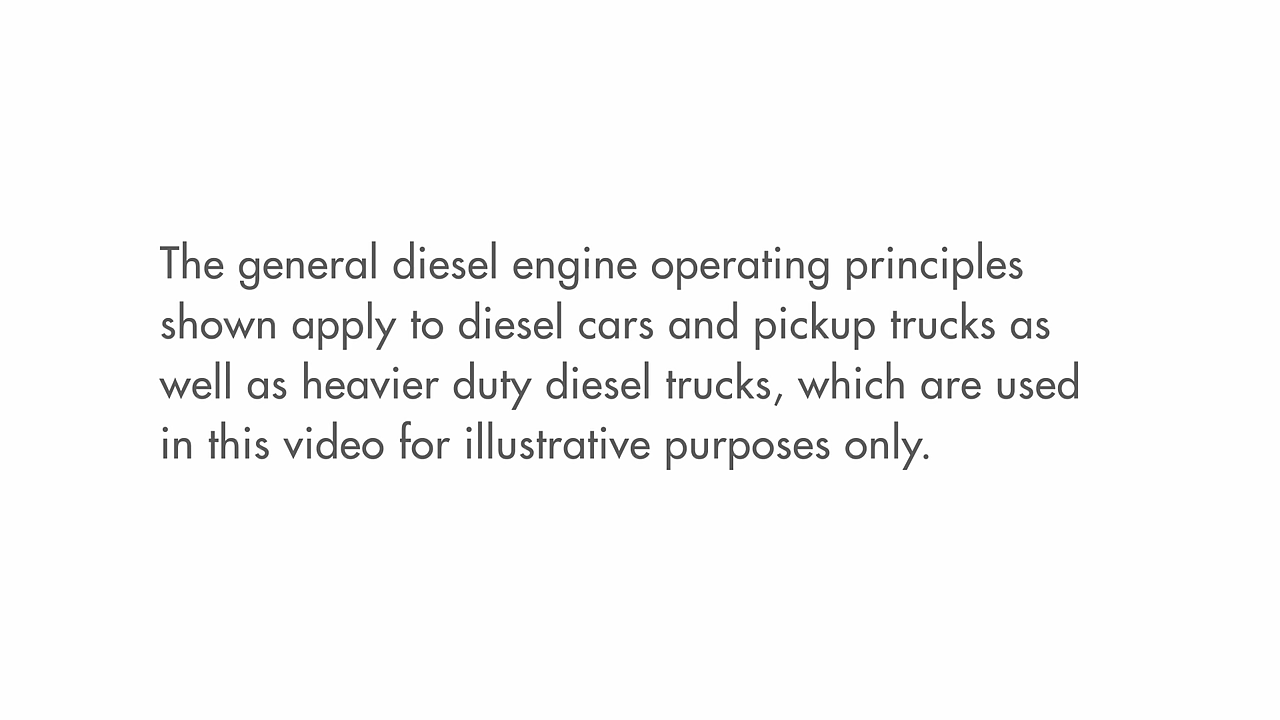 The general diesel engine operating principles
shown apply to diesel cars and pickup trucks as
well as heavier duty diesel trucks, which are used
in this video for illustrative purposes only.